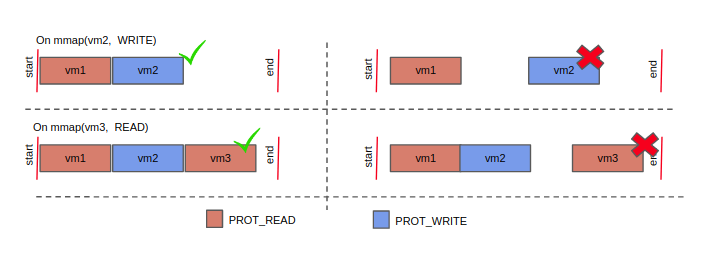 On mmap(vm2,  WRITE)
start
vm1
vm2
end
start
vm1
vm2
end
On mmap(vm3,  READ)
start
vm1
vm2
vm3
end
start
vm1
vm2
vm3
end
PROT_READ
PROT_WRITE